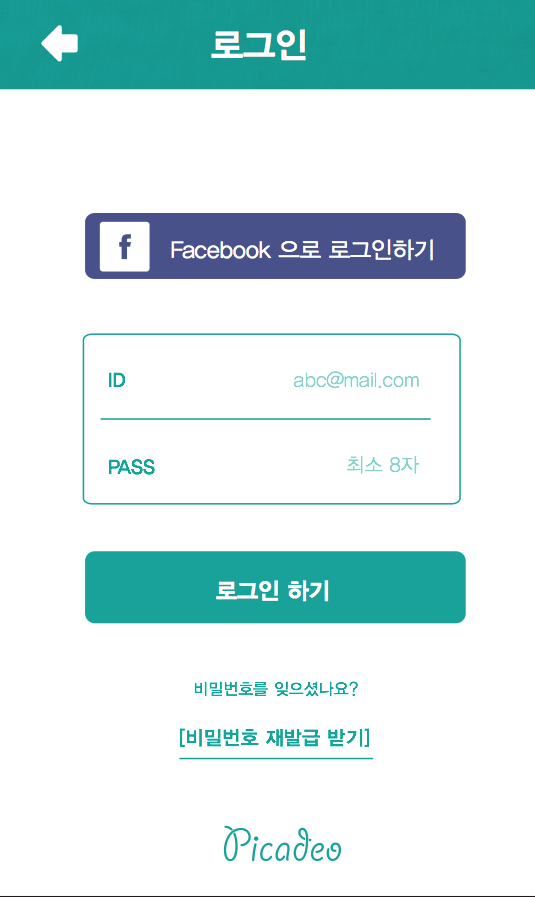 로그인
f Facebook 으로 로그인하기
ID abc@mail.com
PASS 최소 8자
로그인 하기
비밀번호를 잊으셨나요?
[비밀번호 재발급 받기]
Picadeo